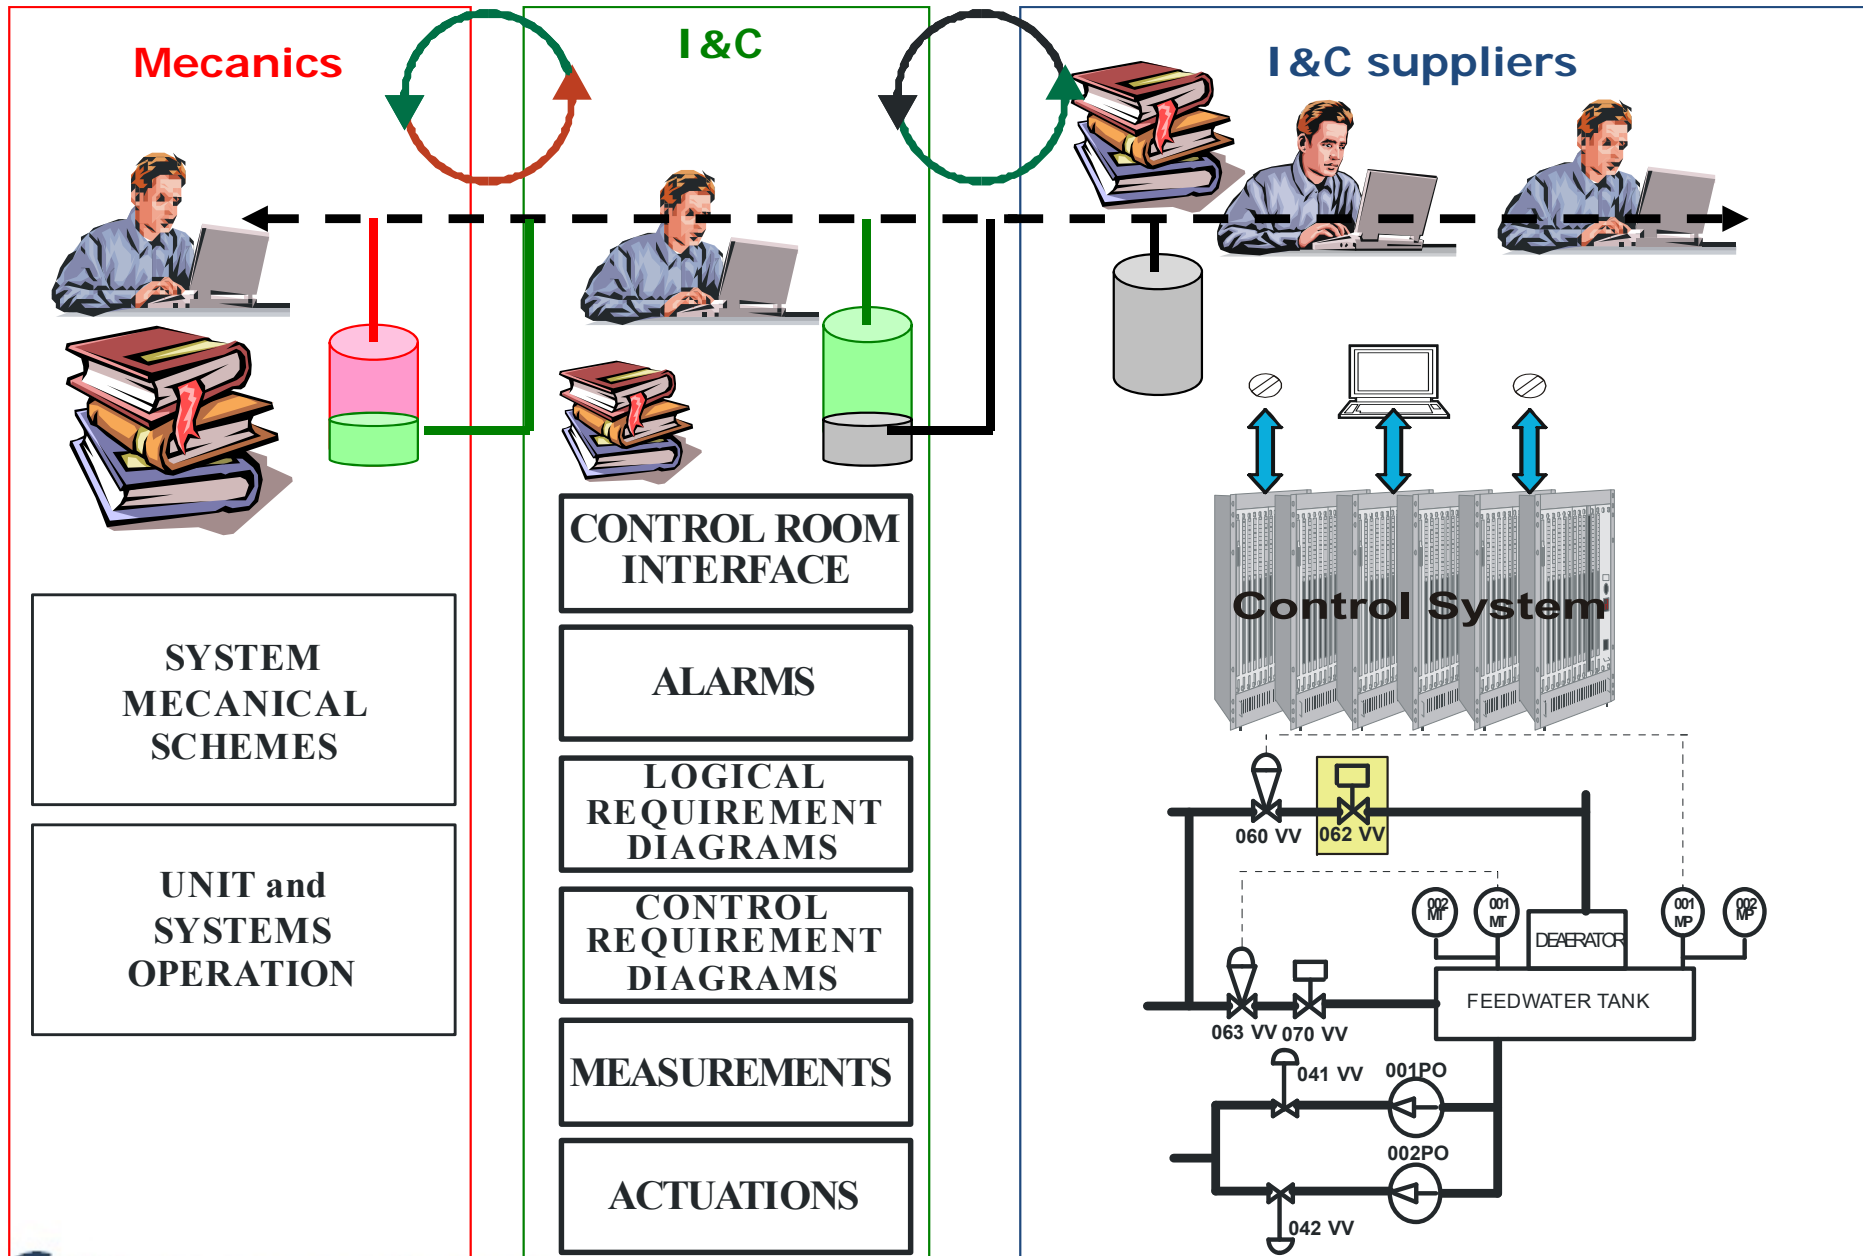 Mecanics
I&C
I&C suppliers
SYSTEM
MECANICAL
SCHEMES
UNIT and
SYSTEMS
OPERATION
CONTROL ROOM
INTERFACE
ALARMS
LOGICAL
REQUIREMENT
DIAGRAMS
CONTROL
REQUIREMENT
DIAGRAMS
MEASUREMENTS
ACTUATIONS
Control System
060 VV
062 VV
002
MT
001
MT
001
MP
002
MP
DEAERATOR
FEEDWATER TANK
063 VV
070 VV
041 VV
001PO
002PO
042 VV